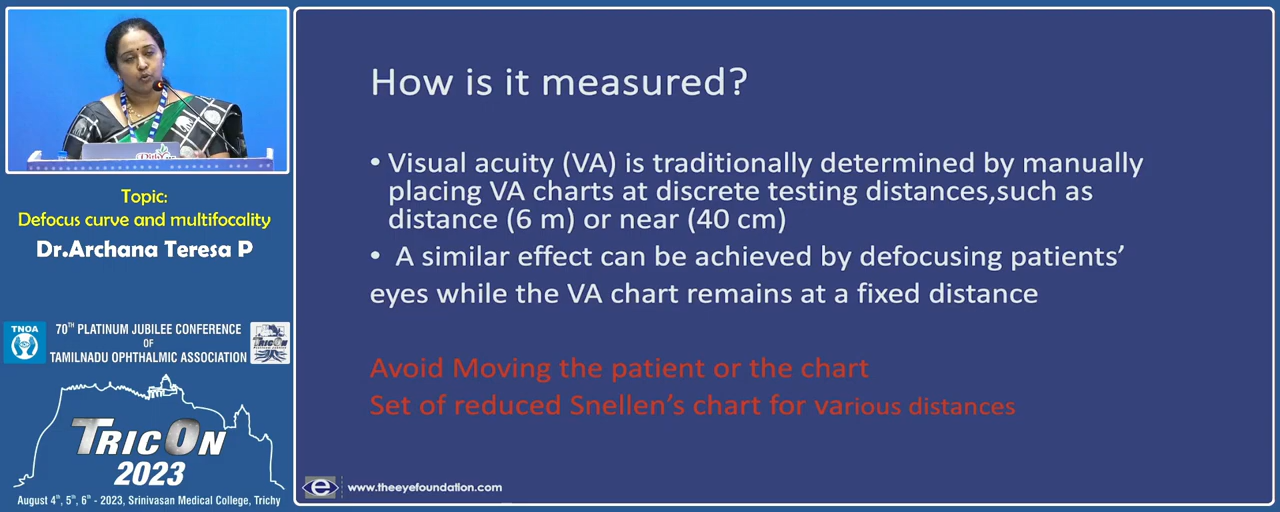 Topic:
Defocus curve and multifocality
Dr.Archana Teresa P
TNOA
70TH PLATINUM JUBILEE CONFERENCE
OF
TAMILNADU OPHTHALMIC ASSOCIATION
TRICON
TRICON
2023
August 4th, 5th, 6th - 2023, Srinivasan Medical College, Trichy
How is it measured?
• Visual acuity (VA) is traditionally determined by manually
placing VA charts at discrete testing distances,such as
distance (6 m) or near (40 cm)
• A similar effect can be achieved by defocusing patients’
eyes while the VA chart remains at a fixed distance
Avoid Moving the patient or the chart
Set of reduced Snellen’s chart for various distances
e
www.theeyefoundation.com